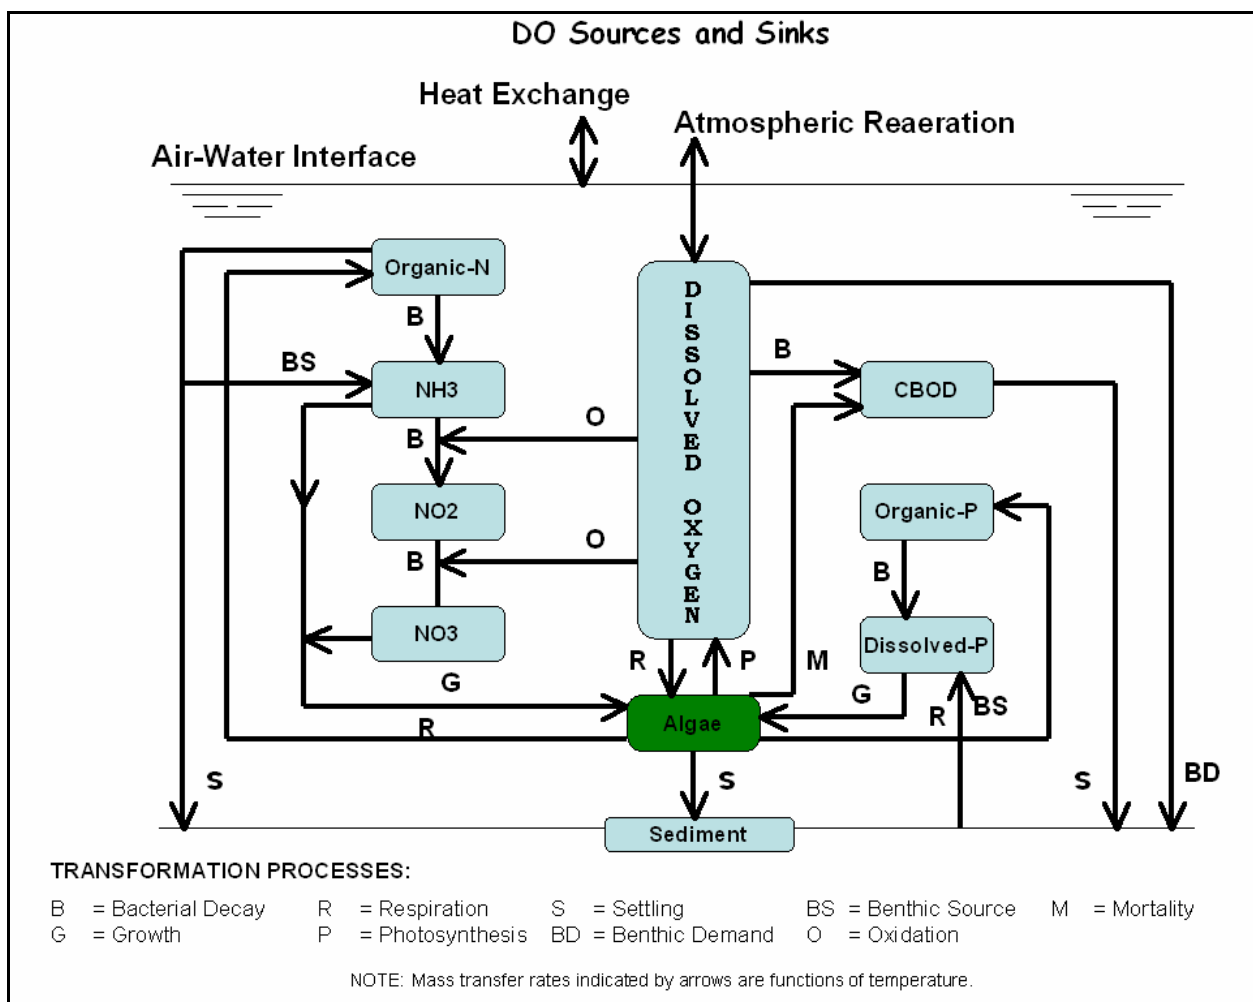 DO Sources and Sinks
Heat Exchange
Atmospheric Reaeration
Air-Water Interface
Organic-N
B
BS
NH3
B
O
NO2
B
O
NO3
G
R
DISSOLVED OXYGEN
B
CBOD
Organic-P
B
Dissolved-P
R
P
M
G
R
BS
Algae
S
S
S
BD
Sediment
TRANSFORMATION PROCESSES:
B = Bacterial Decay R = Respiration S = Settling BS = Benthic Source M = Mortality
G = Growth P = Photosynthesis BD = Benthic Demand O = Oxidation
NOTE: Mass transfer rates indicated by arrows are functions of temperature.